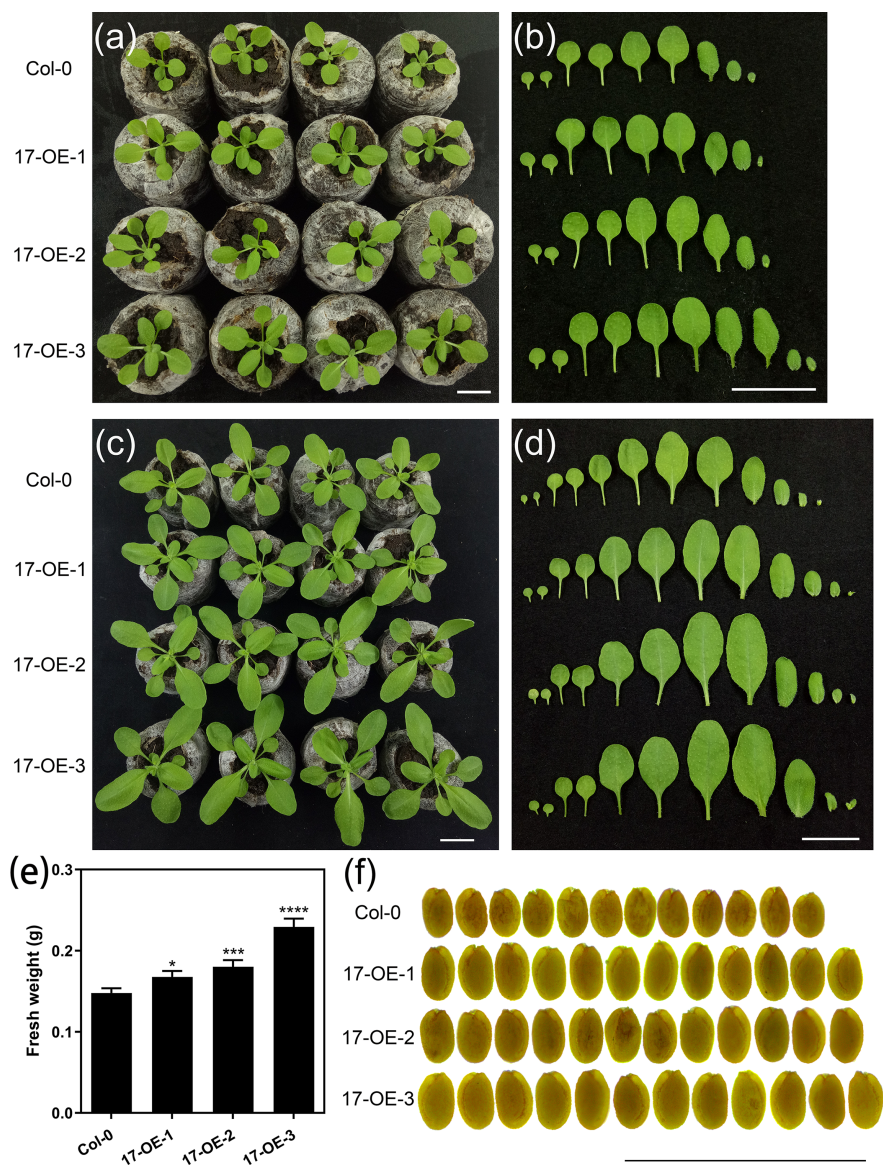 (a)
(b)
Col-0
17-OE-1
17-OE-2
17-OE-3
(c)
(d)
Col-0
17-OE-1
17-OE-2
17-OE-3
(e)
Fresh weight (g)
0.3
0.2
0.1
0.0
*
***
****
Col-0
17-OE-1
17-OE-2
17-OE-3
(f)
Col-0
17-OE-1
17-OE-2
17-OE-3